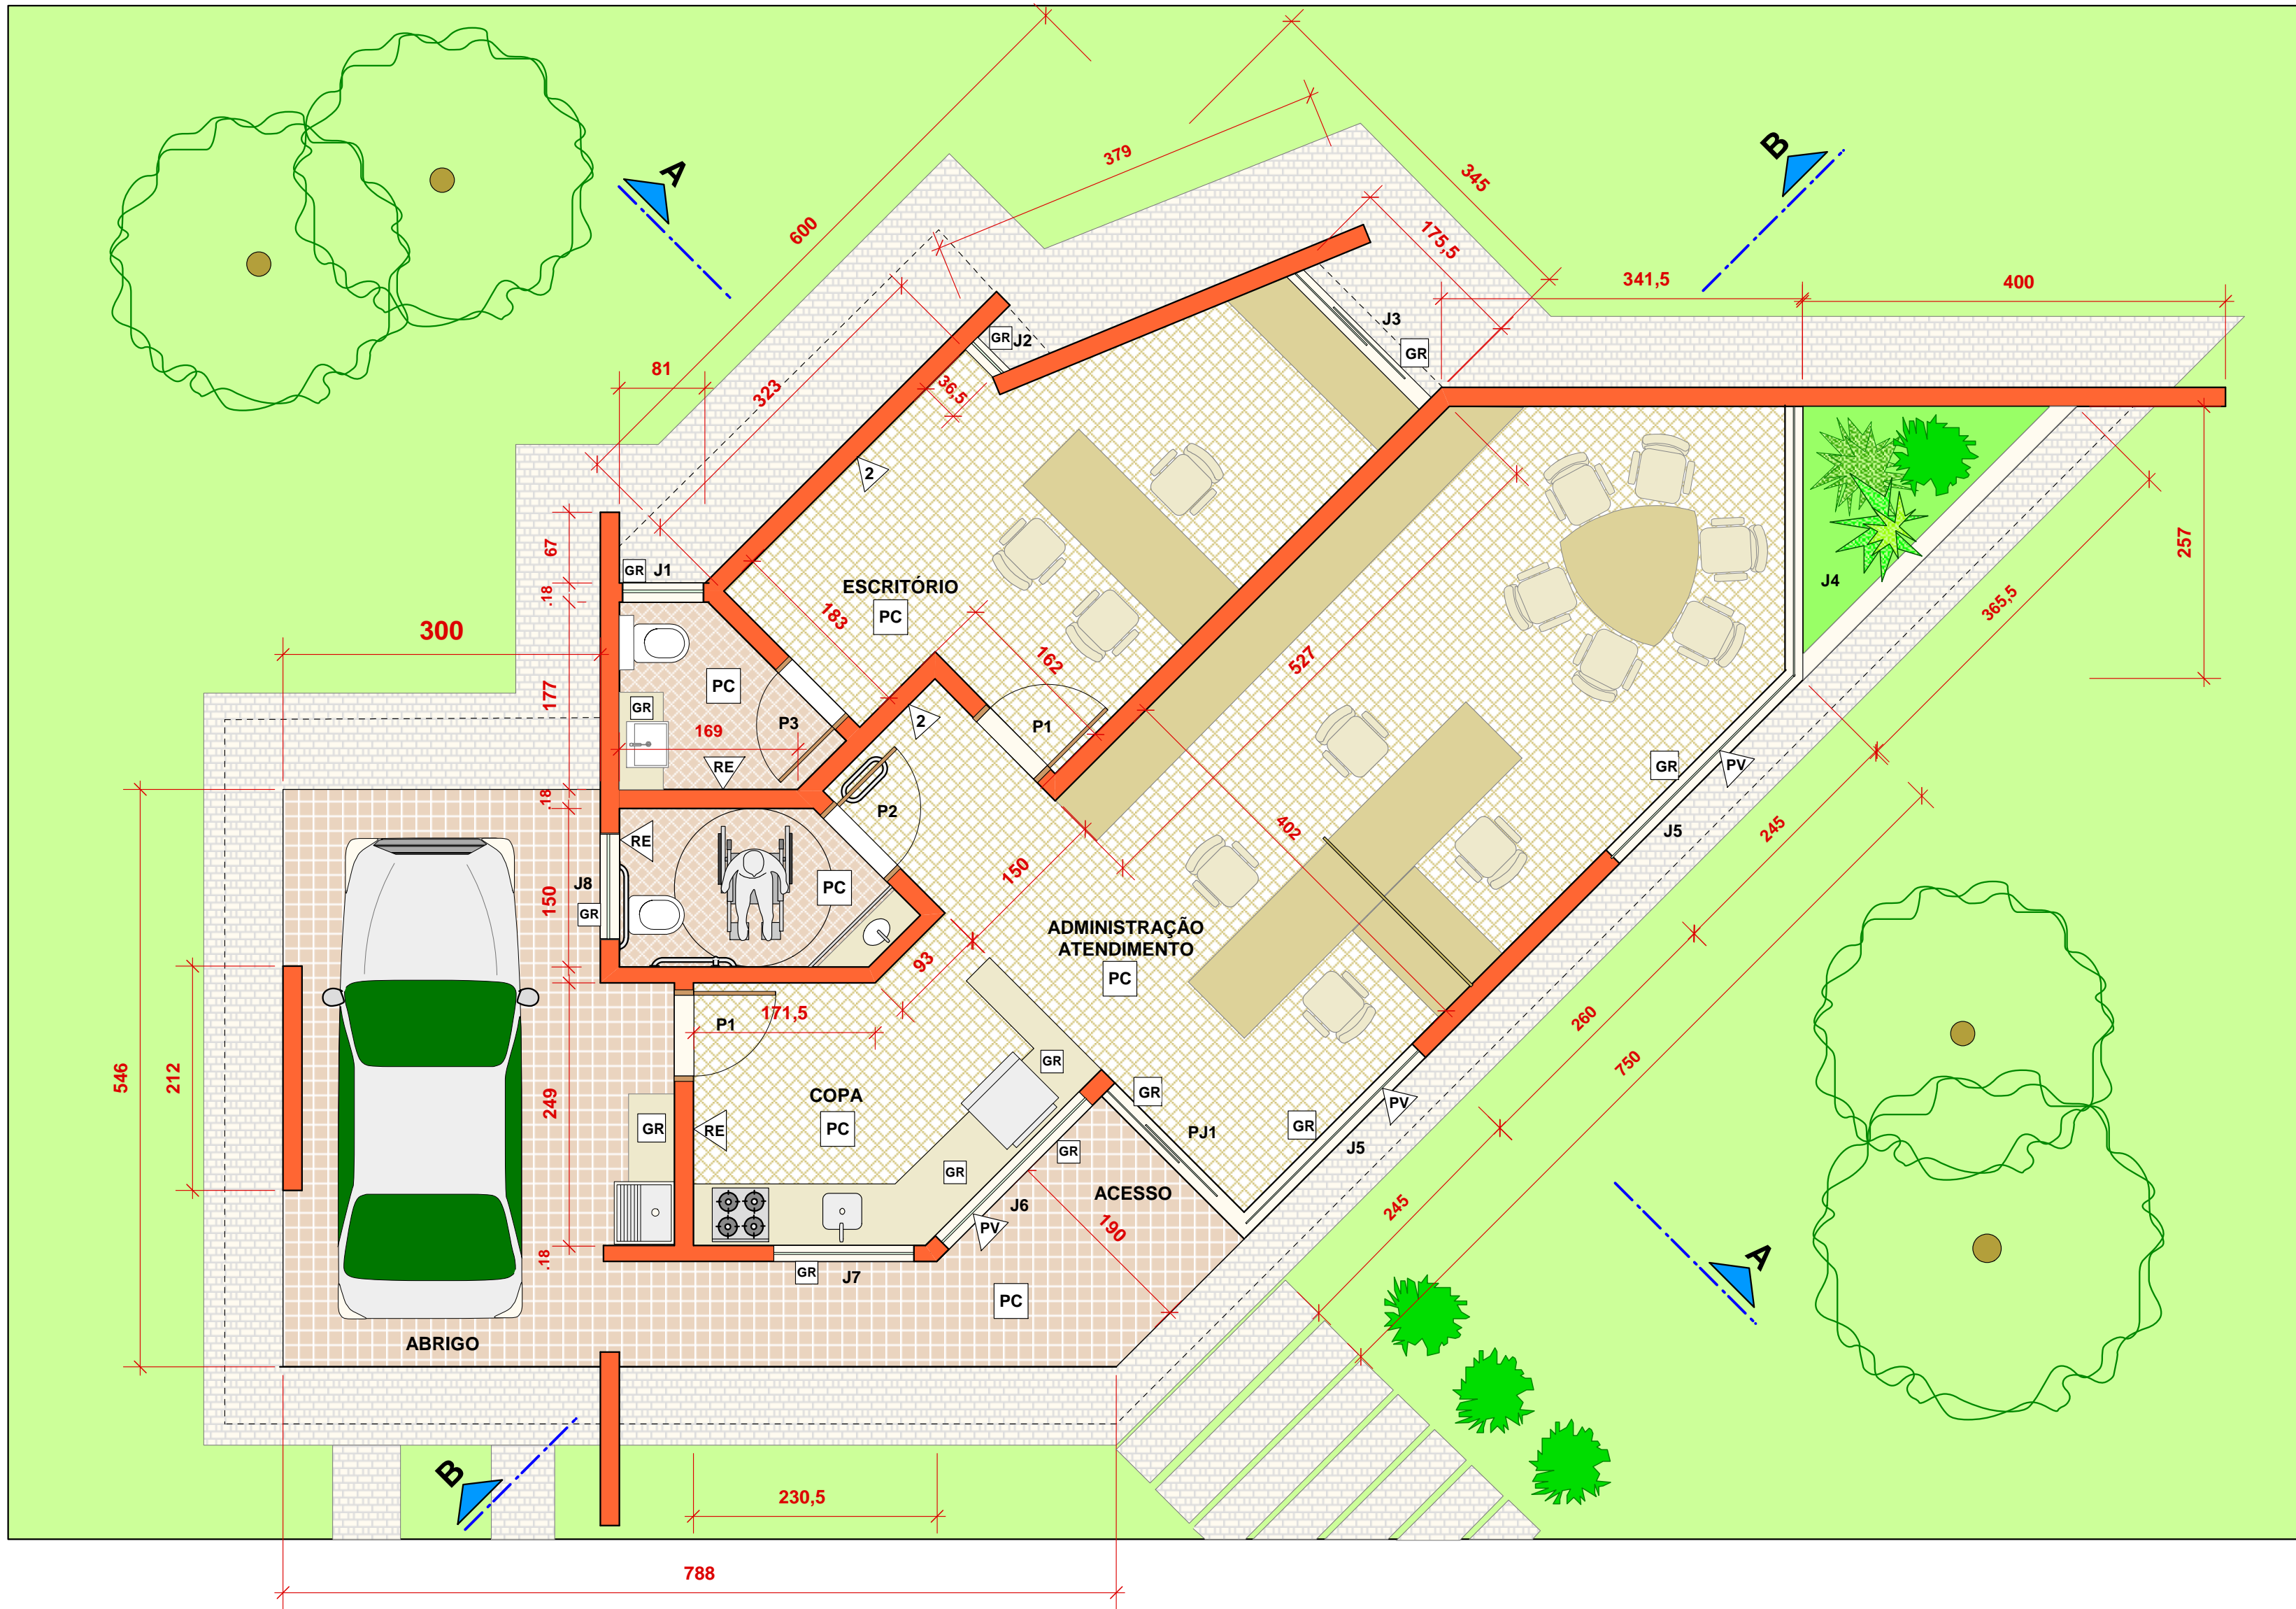 379
A
B
345
600
175,5
341,5
400
J3
GR
J2
GR
81
323
36,5
2
67
GR
J1
257
.18
ESCRITÓRIO
PC
J4
365,5
300
183
162
527
177
PC
GR
169
P3
2
P1
RE
GR
PV
.18
P2
402
J5
245
RE
J8
150
PC
150
GR
ADMINISTRAÇÃO
ATENDIMENTO
PC
93
171,5
P1
260
750
546
212
249
GR
GR
COPA
PC
PV
GR
RE
GR
PJ1
J5
GR
GR
ACESSO
J6
190
245
PV
.18
GR
J7
A
PC
ABRIGO
B
230,5
788